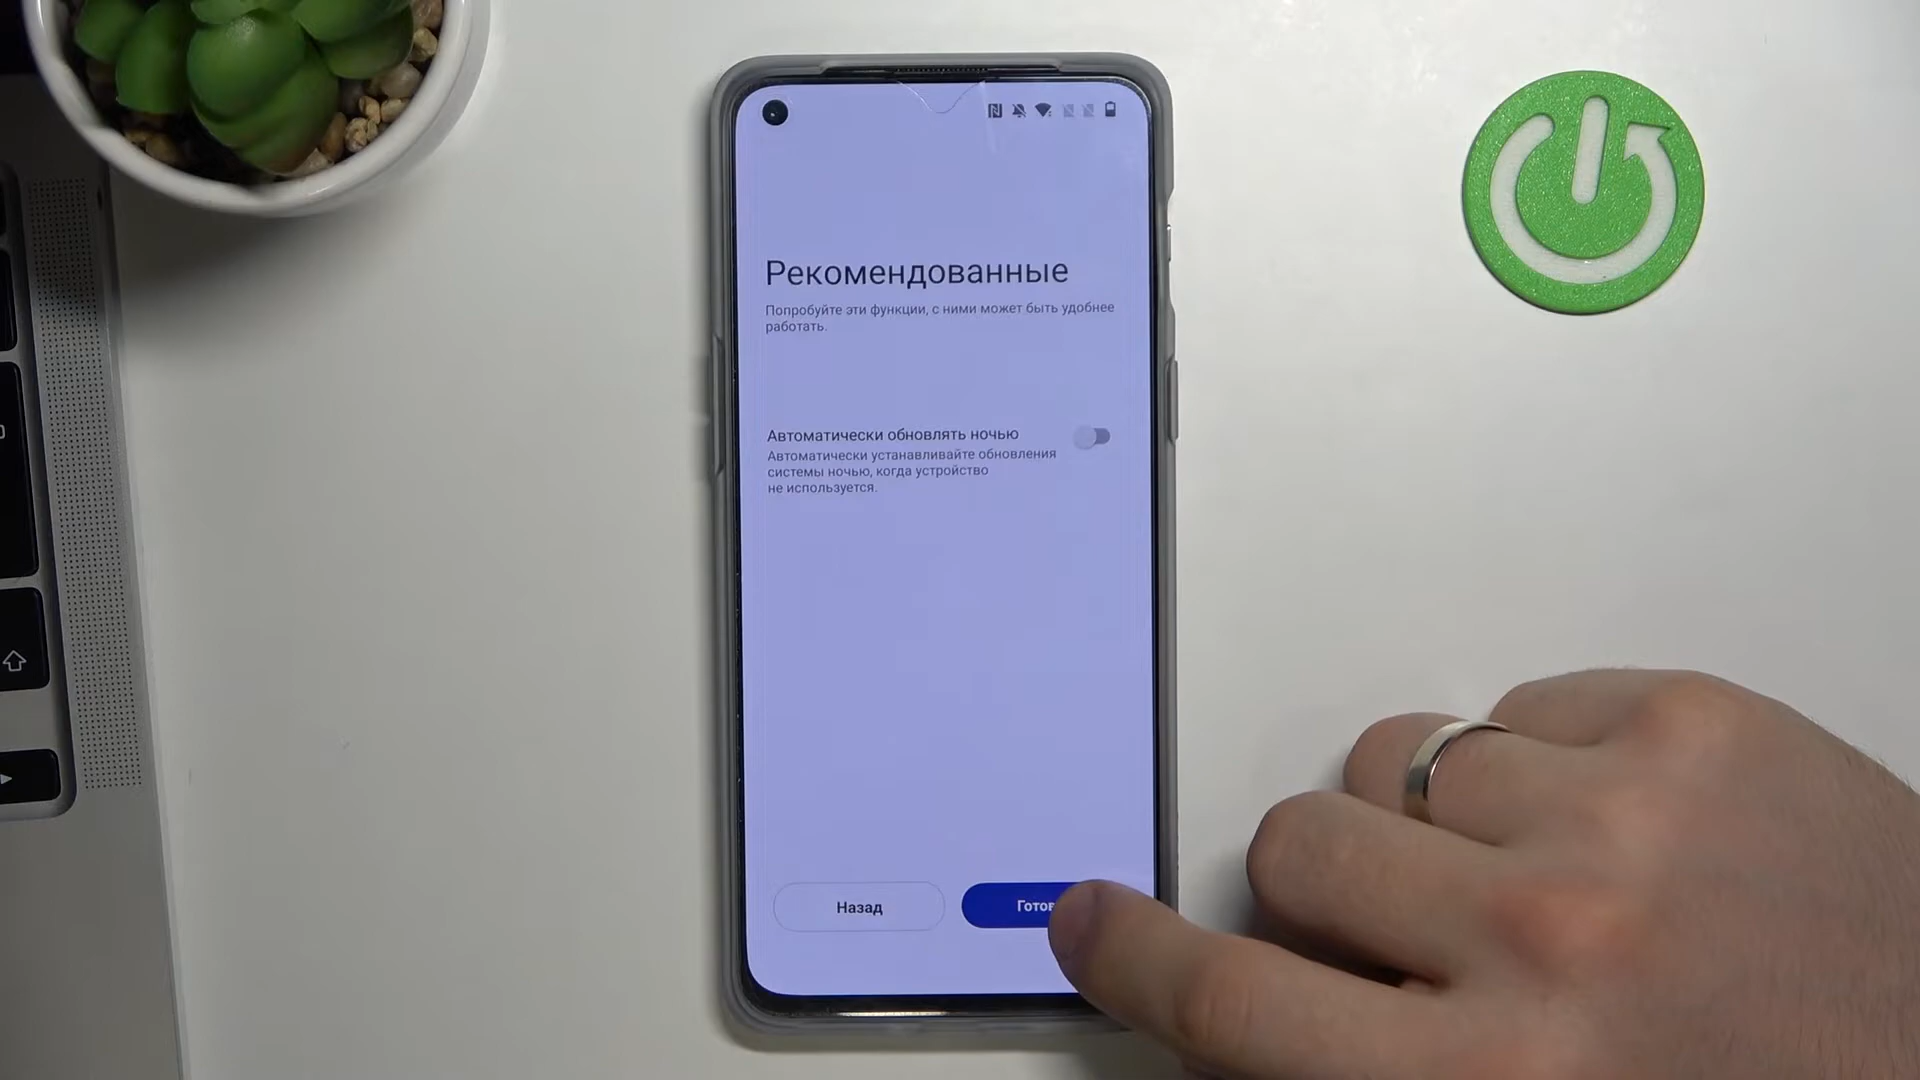 Рекомендованные
Попробуйте эти функции, с ними может быть удобнее
работать.
Автоматически обновлять ночью
Автоматически устанавливайте обновления
системы ночью, когда устройство
не используется.
Назад